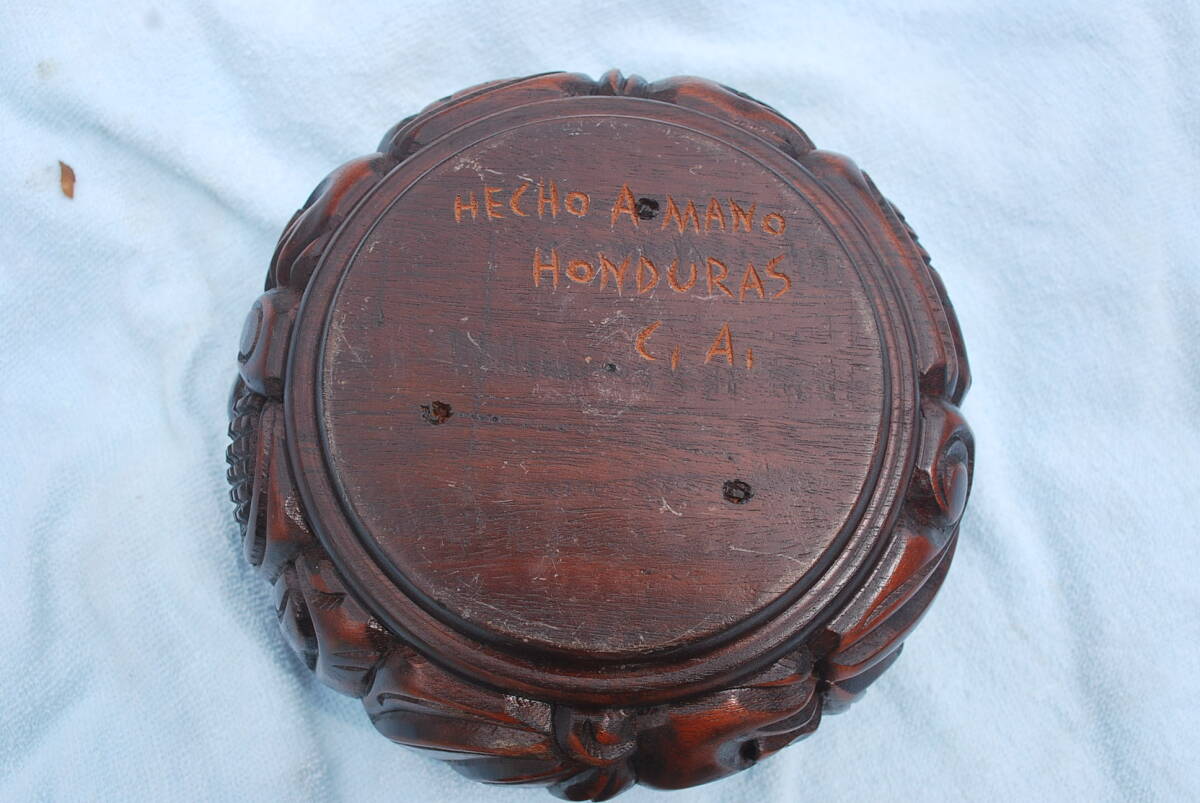 HECHO A MANO
HONDURAS
C, A,